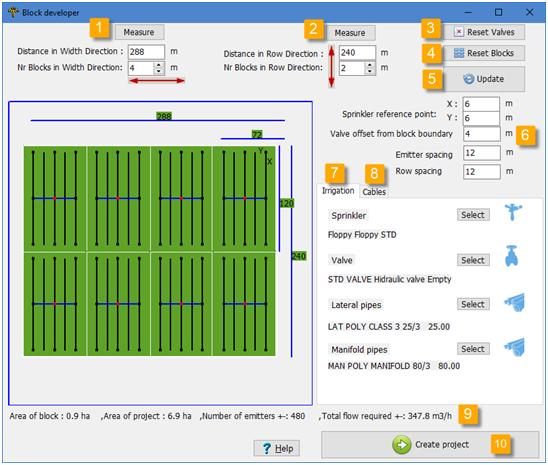 Block developer
1
Measure
2
Measure
3
Reset Valves
Distance in Width Direction : 288 m
Distance in Row Direction : 240 m
4
Reset Blocks
Nr Blocks in Width Direction: 4
Nr Blocks in Row Direction: 2
5
Update
X : 6 m
Sprinkler reference point:
Y : 6 m
Valve offset from block boundary 4 m
6
Emitter spacing 12 m
Row spacing 12 m
288
72
Y
X
120
240
7
8
Irrigation
Cables
Sprinkler Select
Floppy Floppy STD
Valve Select
STD VALVE Hidraulic valve Empty
Lateral pipes Select
LAT POLY CLASS 3 25/3 25.00
Manifold pipes Select
MAN POLY MANIFOLD 80/3 80.00
Area of block : 0.9 ha ,Area of project : 6.9 ha ,Number of emitters +-: 480 ,Total flow required +-: 347.8 m3/h
9
? Help
Create project
10